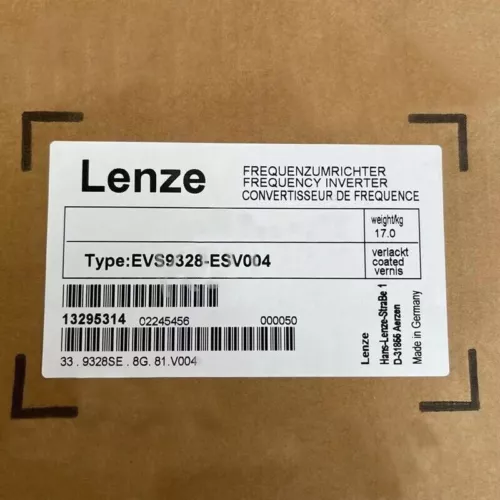 Lenze
FREQUENZUMRICHTER
FREQUENCY INVERTER
CONVERTISSEUR DE FREQUENCE
weight/kg
17.0
Type:EVS9328-ESV004
verlackt
coated
vernis
13295314 02245456 000050
33 . 9328SE . 8G. 81.V004
Lenze
Hans-Lenze-Straße 1
D-31855 Aerzen
Made in Germany